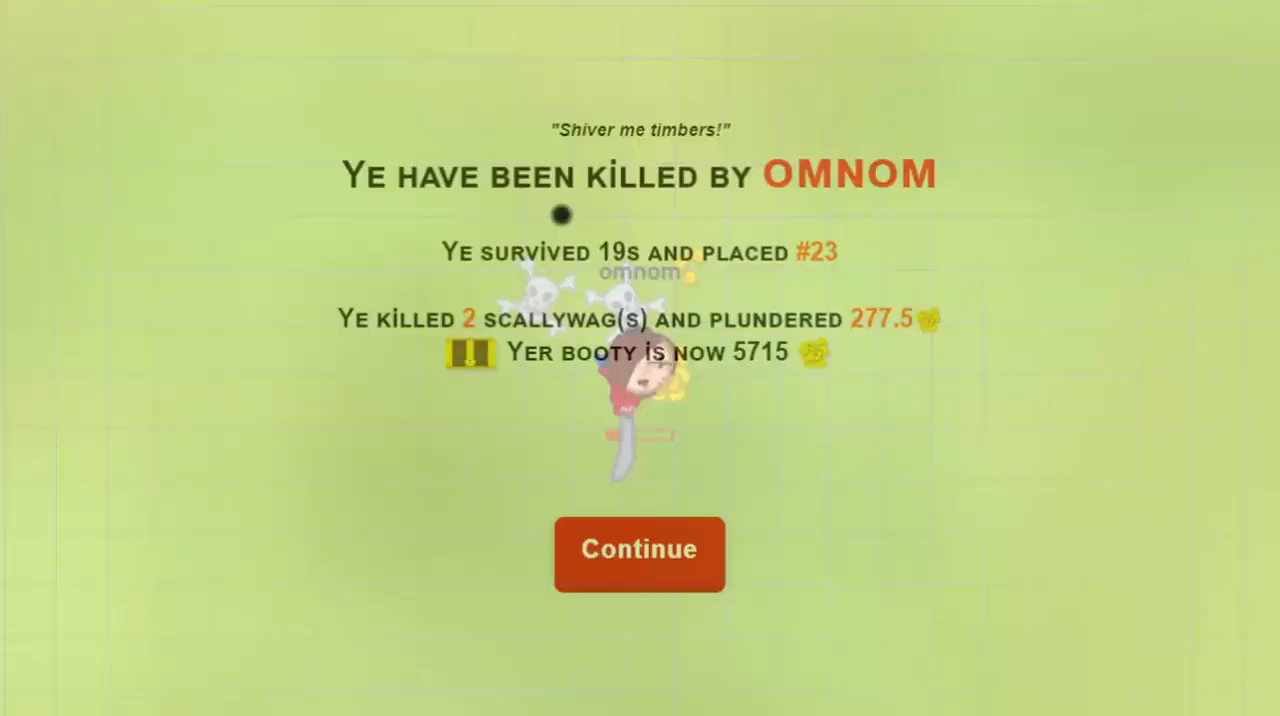 "Shiver me timbers!"
Ye have been killed by OMNOM
Ye survived 19s and placed #23
omnom
Ye killed 2 scallywag(s) and plundered 277.5
Yer booty is now 5715
Continue